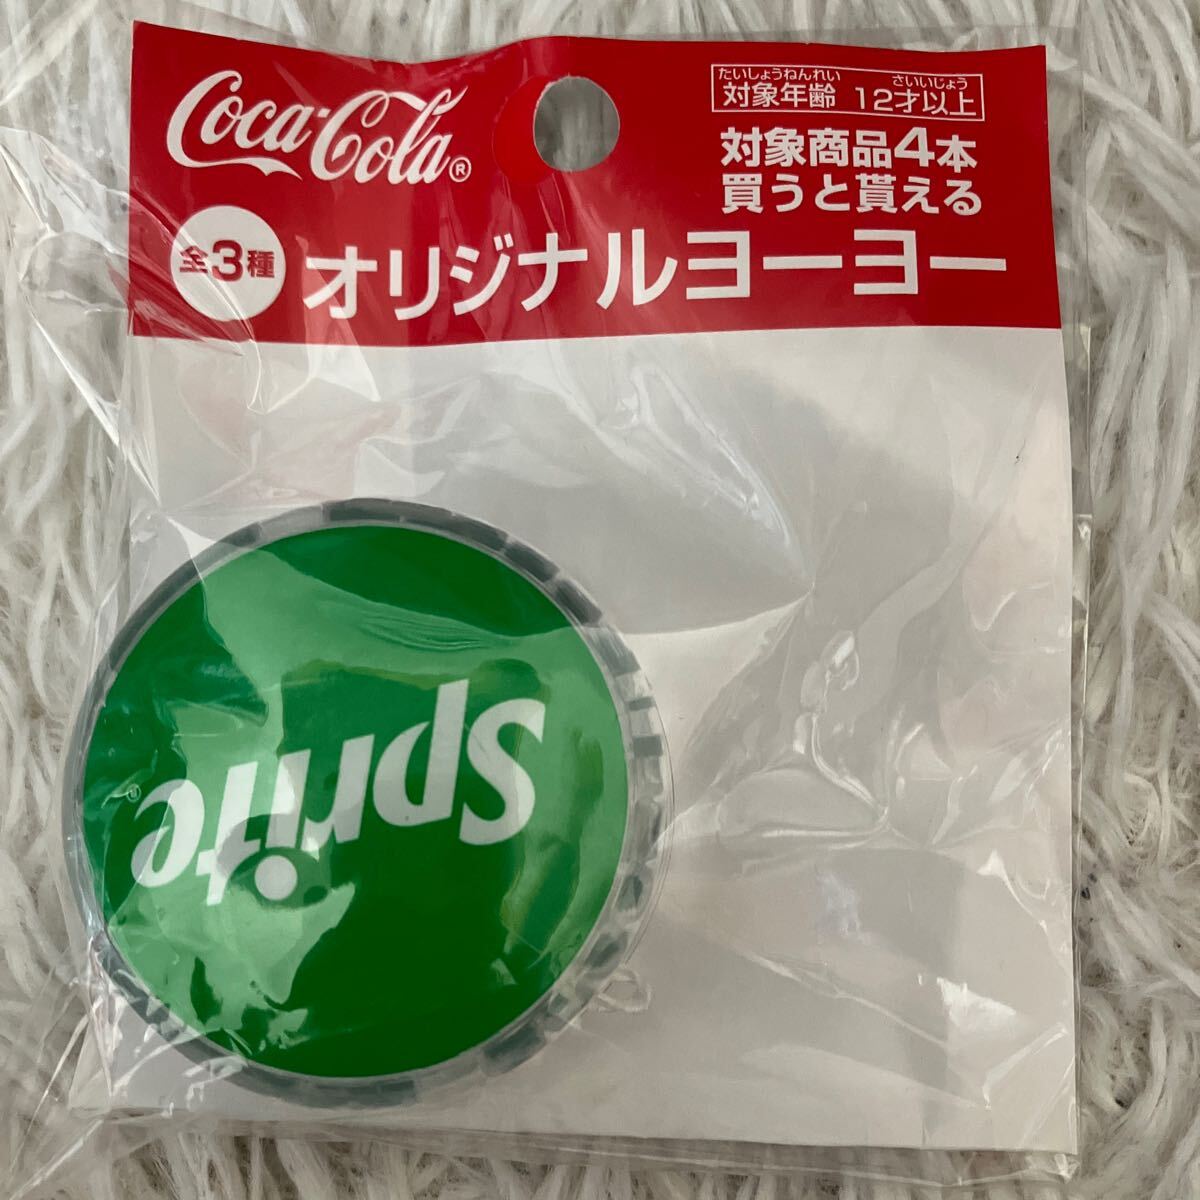 Coca-Cola®
たいしょうねんれい さいいじょう
対象年齢 12才以上
対象商品4本
買うと貰える
全3種
オリジナルヨーヨー
Sprite®